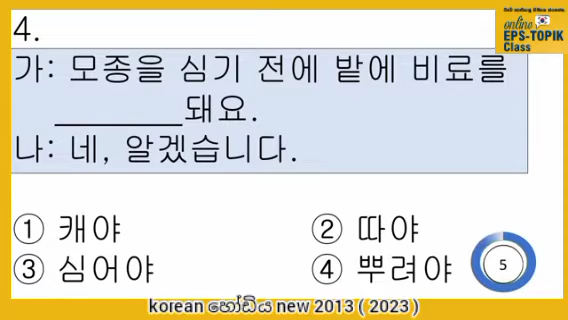 4.
가: 모종을 심기 전에 밭에 비료를
________돼요.
나: 네, 알겠습니다.
① 캐야
② 따야
③ 심어야
④ 뿌려야
5
online
EPS-TOPIK
Class
korean හෝඩිය new 2013 ( 2023 )